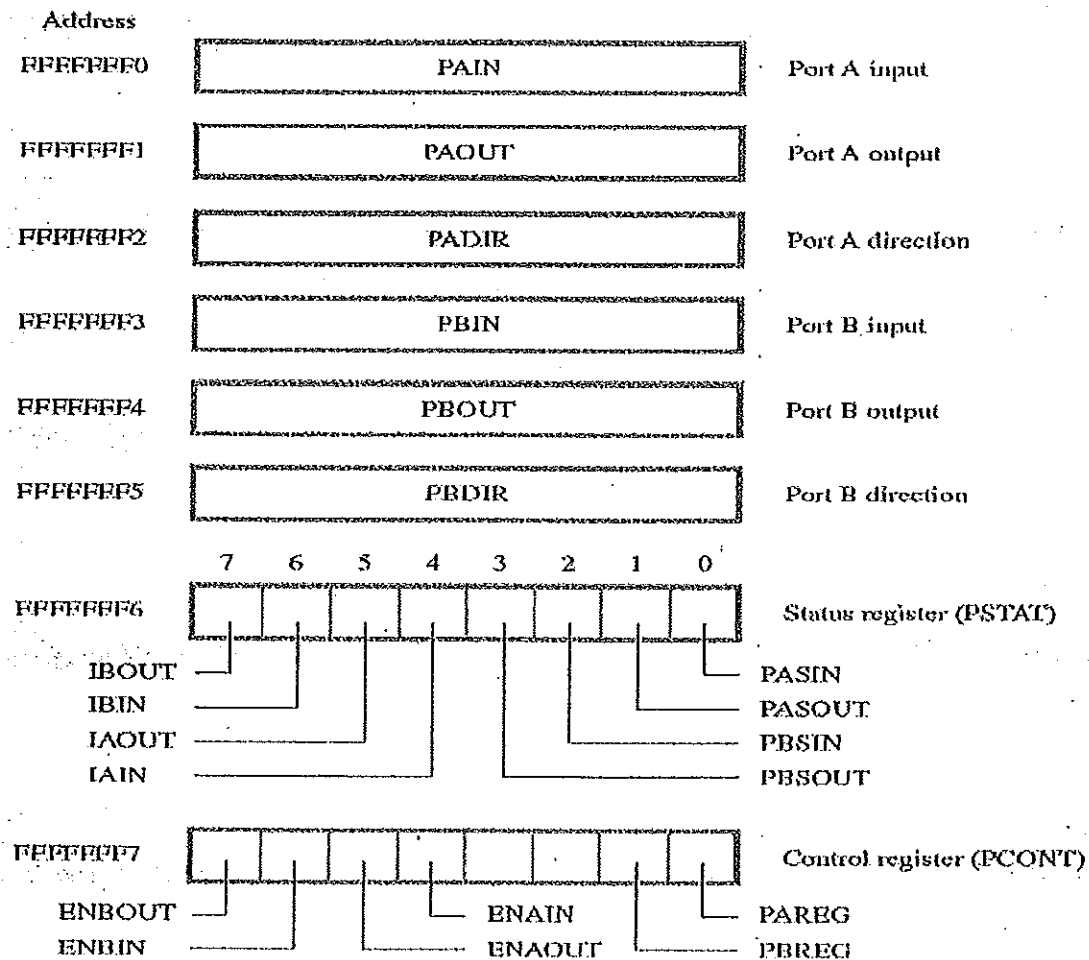 Address
FFFFFFF0 PAIN Port A input
FFFFFFF1 PAOUT Port A output
FFFFFFF2 PADIR Port A direction
FFFFFFF3 PBIN Port B input
FFFFFFF4 PBOUT Port B output
FFFFFFF5 PBDIR Port B direction
7 6 5 4 3 2 1 0
FFFFFFF6 Status register (PSTAT)
IBOUT PASIN
IBIN PASOUT
IAOUT PBSIN
IAIN PBSOUT
FFFFFFF7 Control register (PCONT)
ENBOUT ENAIN PAREG
ENBIN ENAOUT PBREG